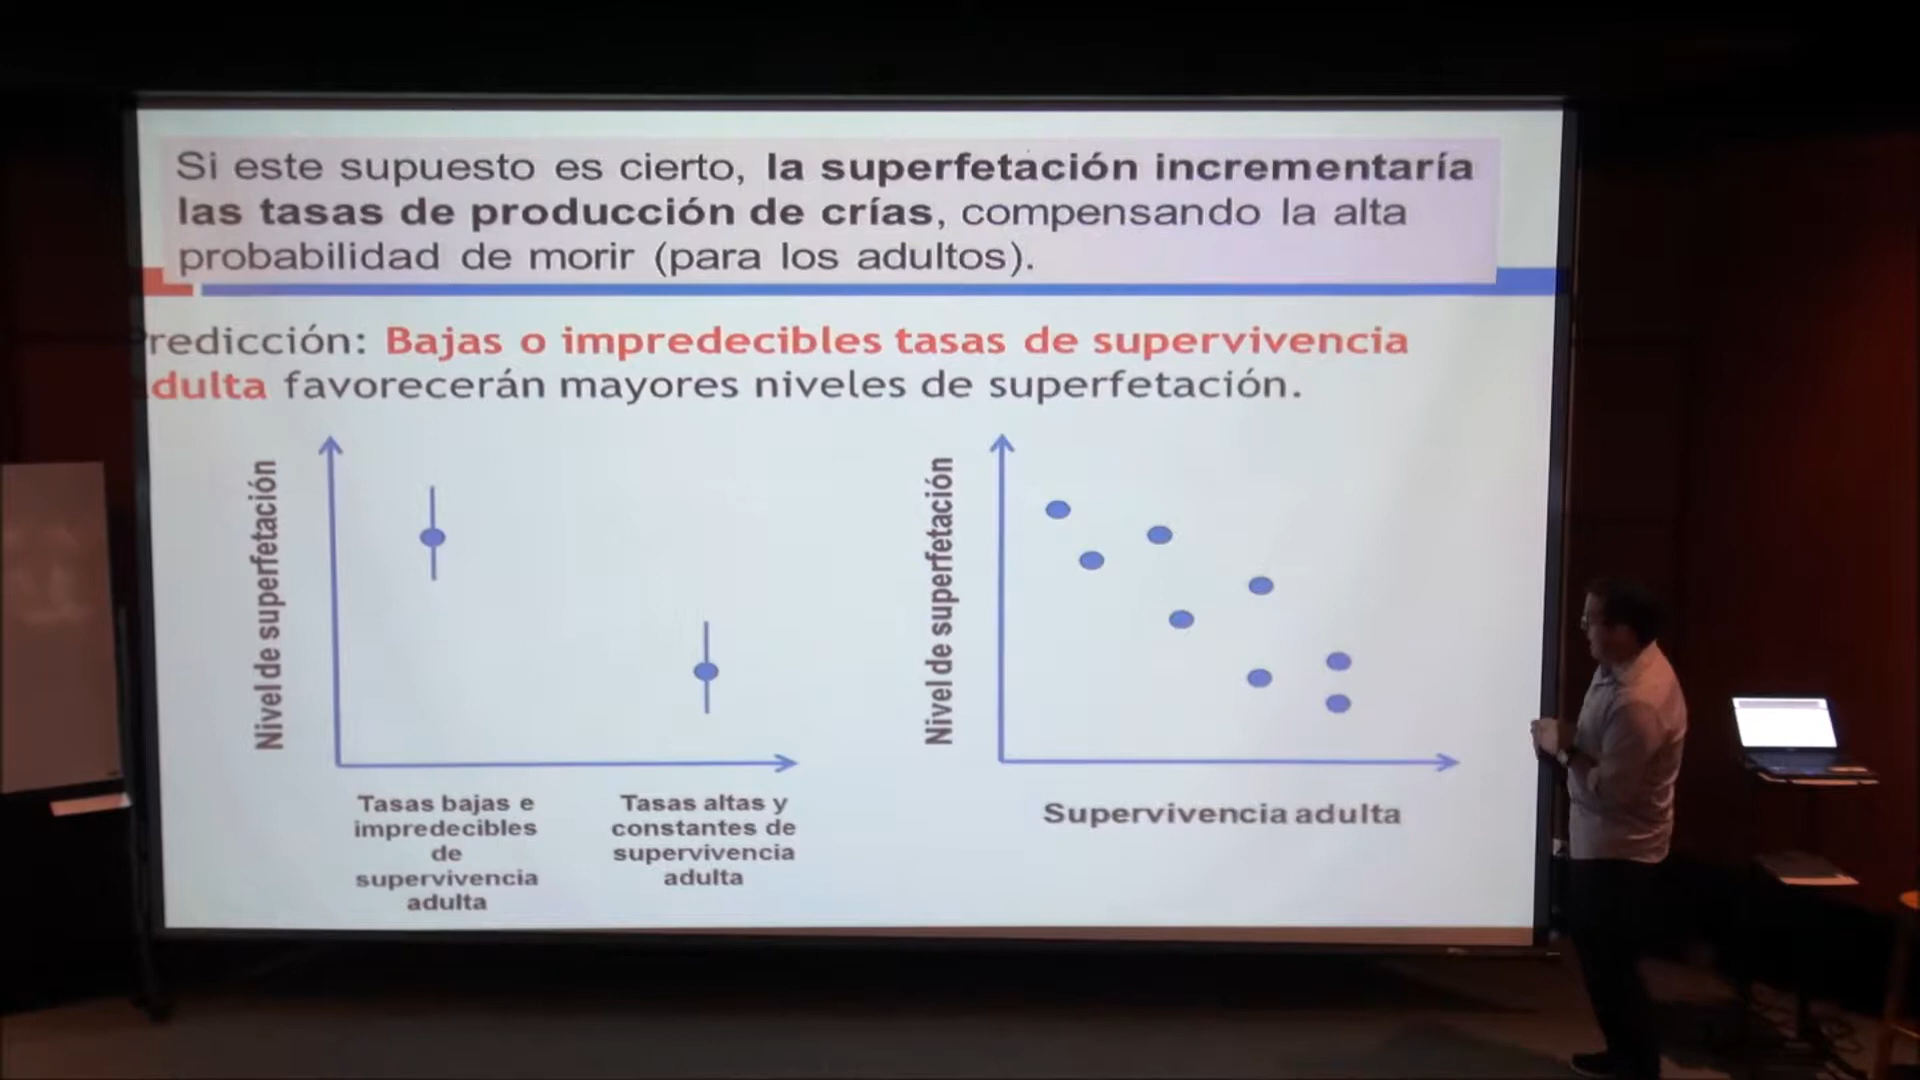 Si este supuesto es cierto, la superfetación incrementaría
las tasas de producción de crías, compensando la alta
probabilidad de morir (para los adultos).
redicción: Bajas o impredecibles tasas de supervivencia
dulta favorecerán mayores niveles de superfetación.
Nivel de superfetación
Tasas bajas e
impredecibles
de
supervivencia
adulta
Tasas altas y
constantes de
supervivencia
adulta
Nivel de superfetación
Supervivencia adulta